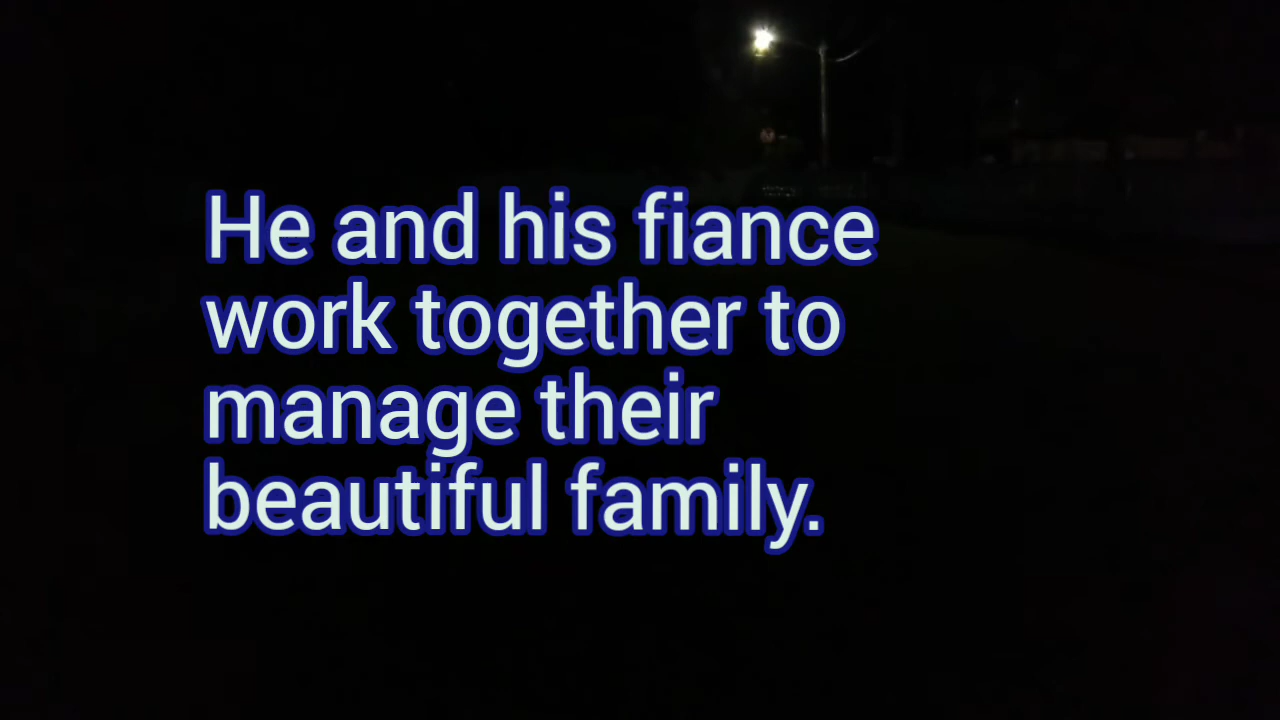 He and his fiance
work together to
manage their
beautiful family.